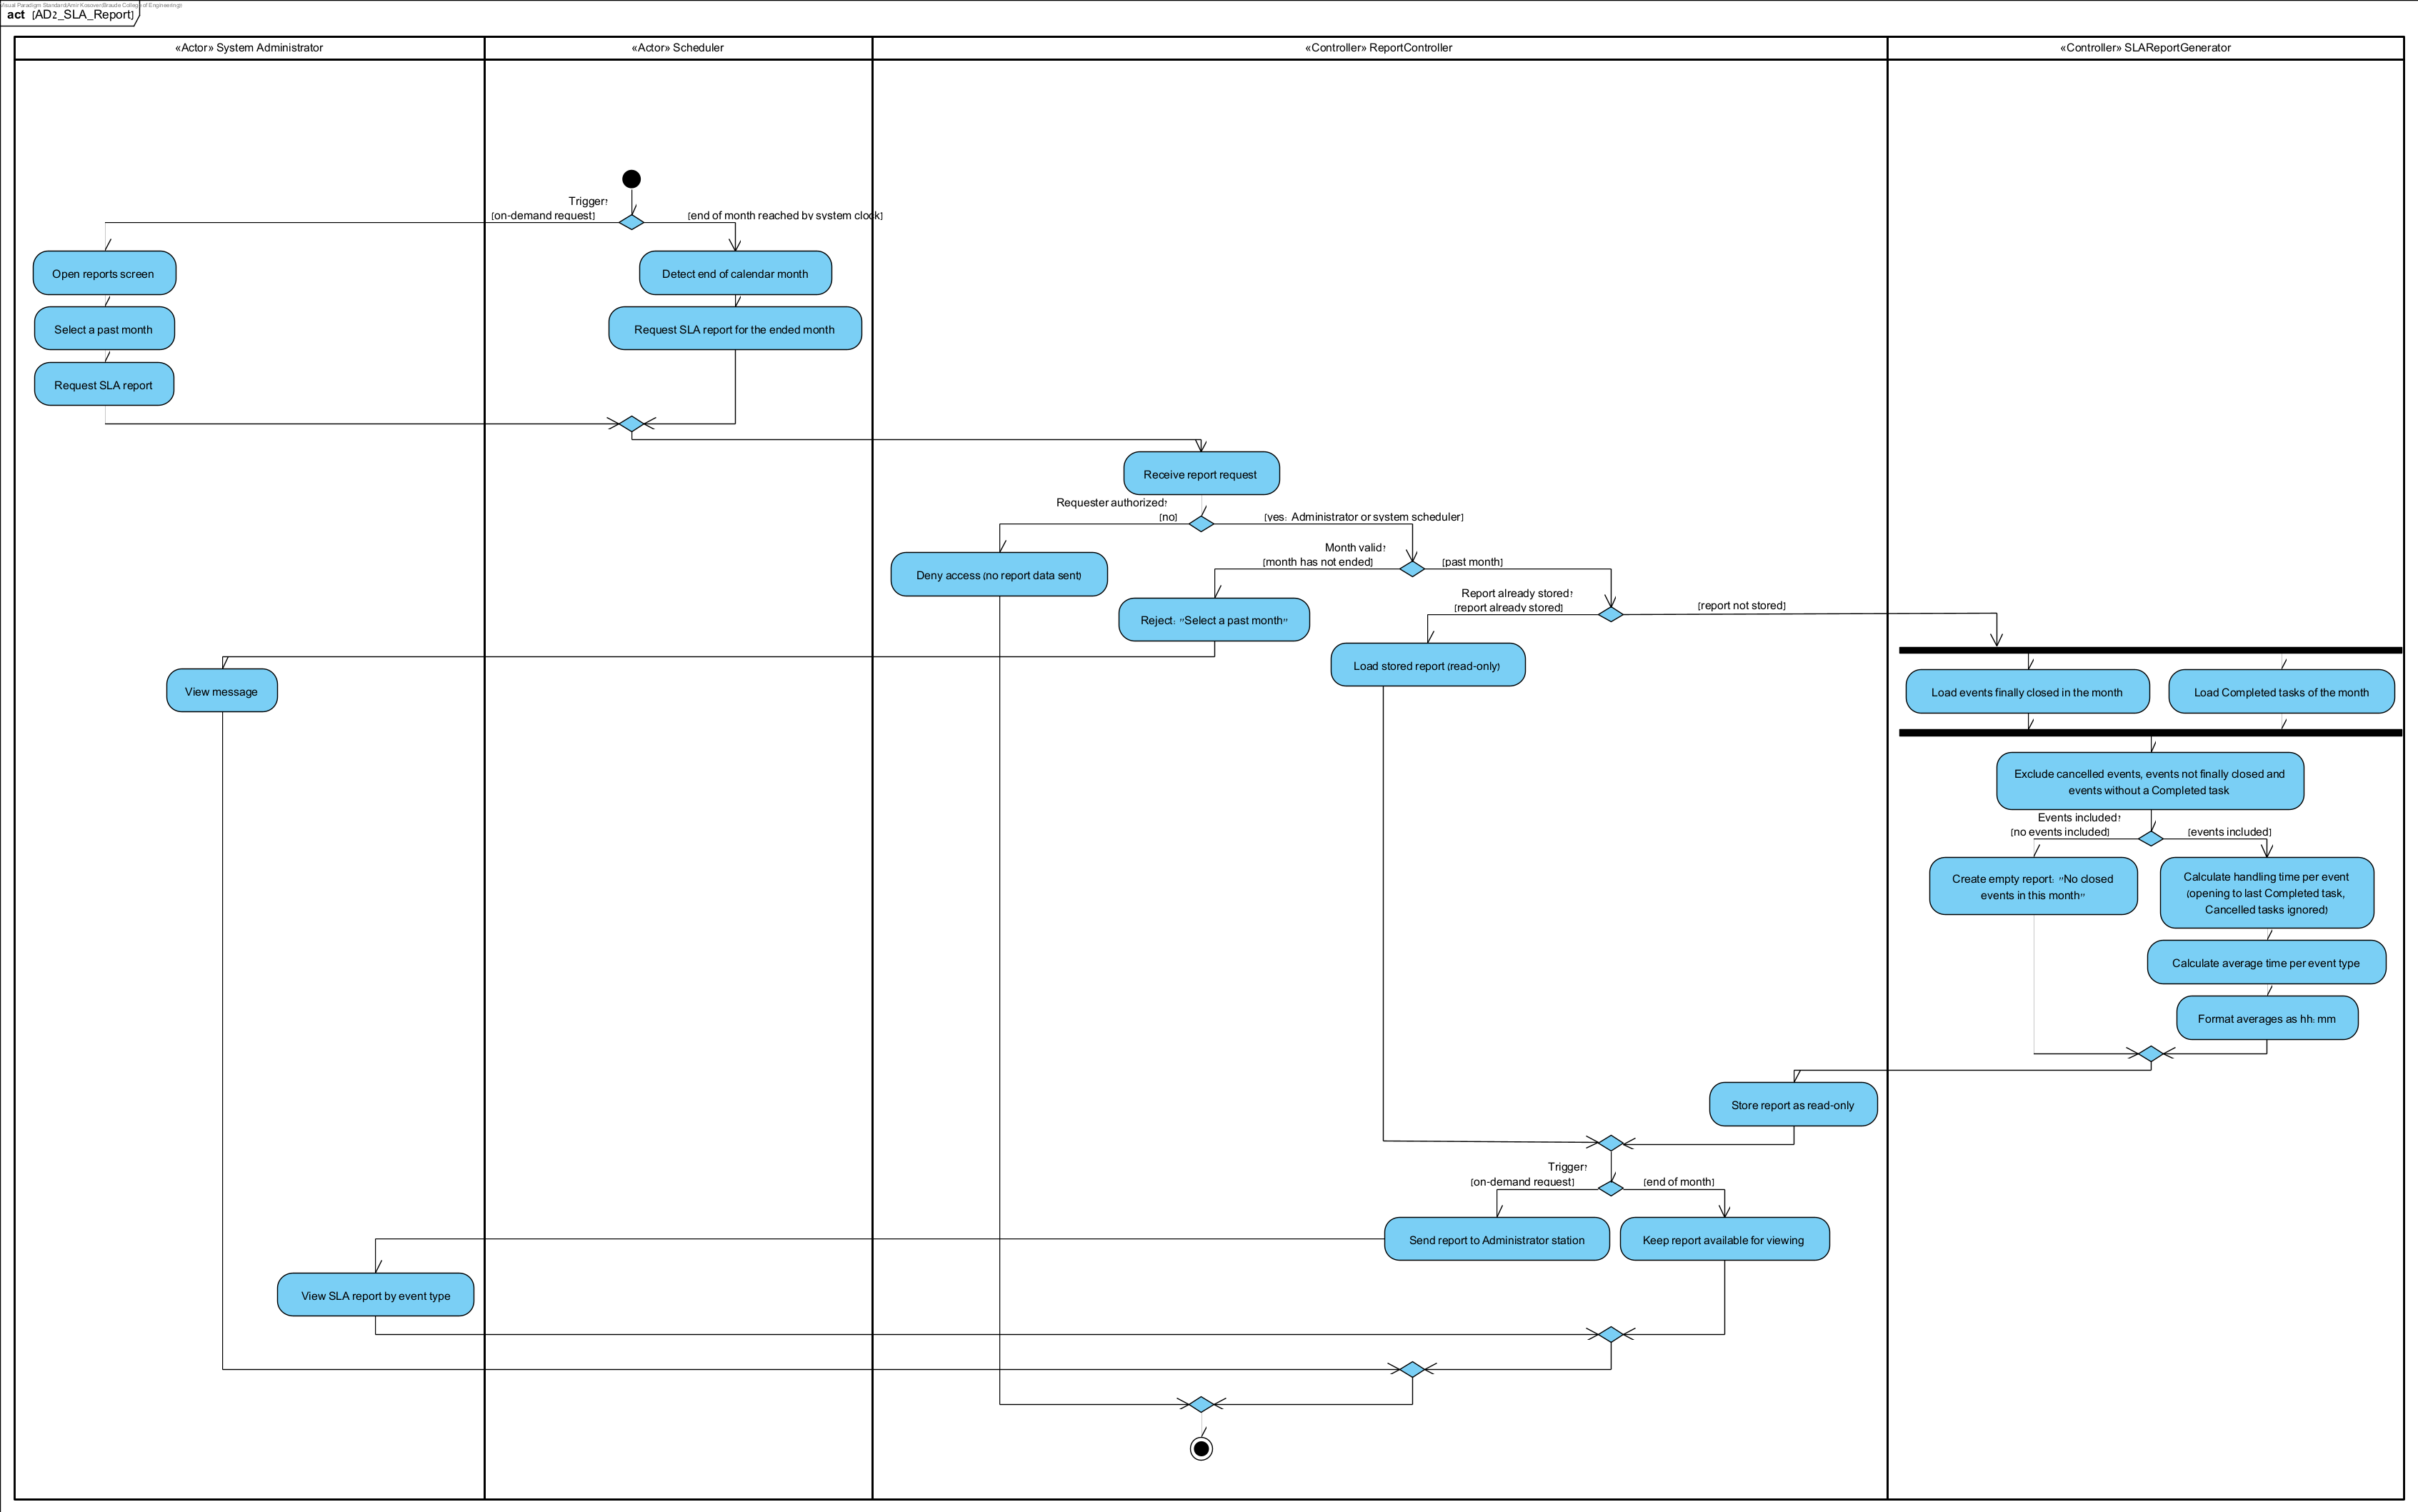 Visual Paradigm Standard(Amir Kosover(Braude College of Engineering))
act [AD2_SLA_Report]
«Actor» System Administrator
«Actor» Scheduler
«Controller» ReportController
«Controller» SLAReportGenerator
Trigger?
[on-demand request]
[end of month reached by system clock]
Open reports screen
Detect end of calendar month
Select a past month
Request SLA report for the ended month
Request SLA report
Receive report request
Requester authorized?
[no]
[yes: Administrator or system scheduler]
Month valid?
[month has not ended]
[past month]
Deny access (no report data sent)
Report already stored?
[report already stored]
[report not stored]
Reject: "Select a past month"
Load stored report (read-only)
View message
Load events finally closed in the month
Load Completed tasks of the month
Exclude cancelled events, events not finally closed and
events without a Completed task
Events included?
[no events included]
[events included]
Create empty report: "No closed
events in this month"
Calculate handling time per event
(opening to last Completed task,
Cancelled tasks ignored)
Calculate average time per event type
Format averages as hh:mm
Store report as read-only
Trigger?
[on-demand request]
[end of month]
Send report to Administrator station
Keep report available for viewing
View SLA report by event type